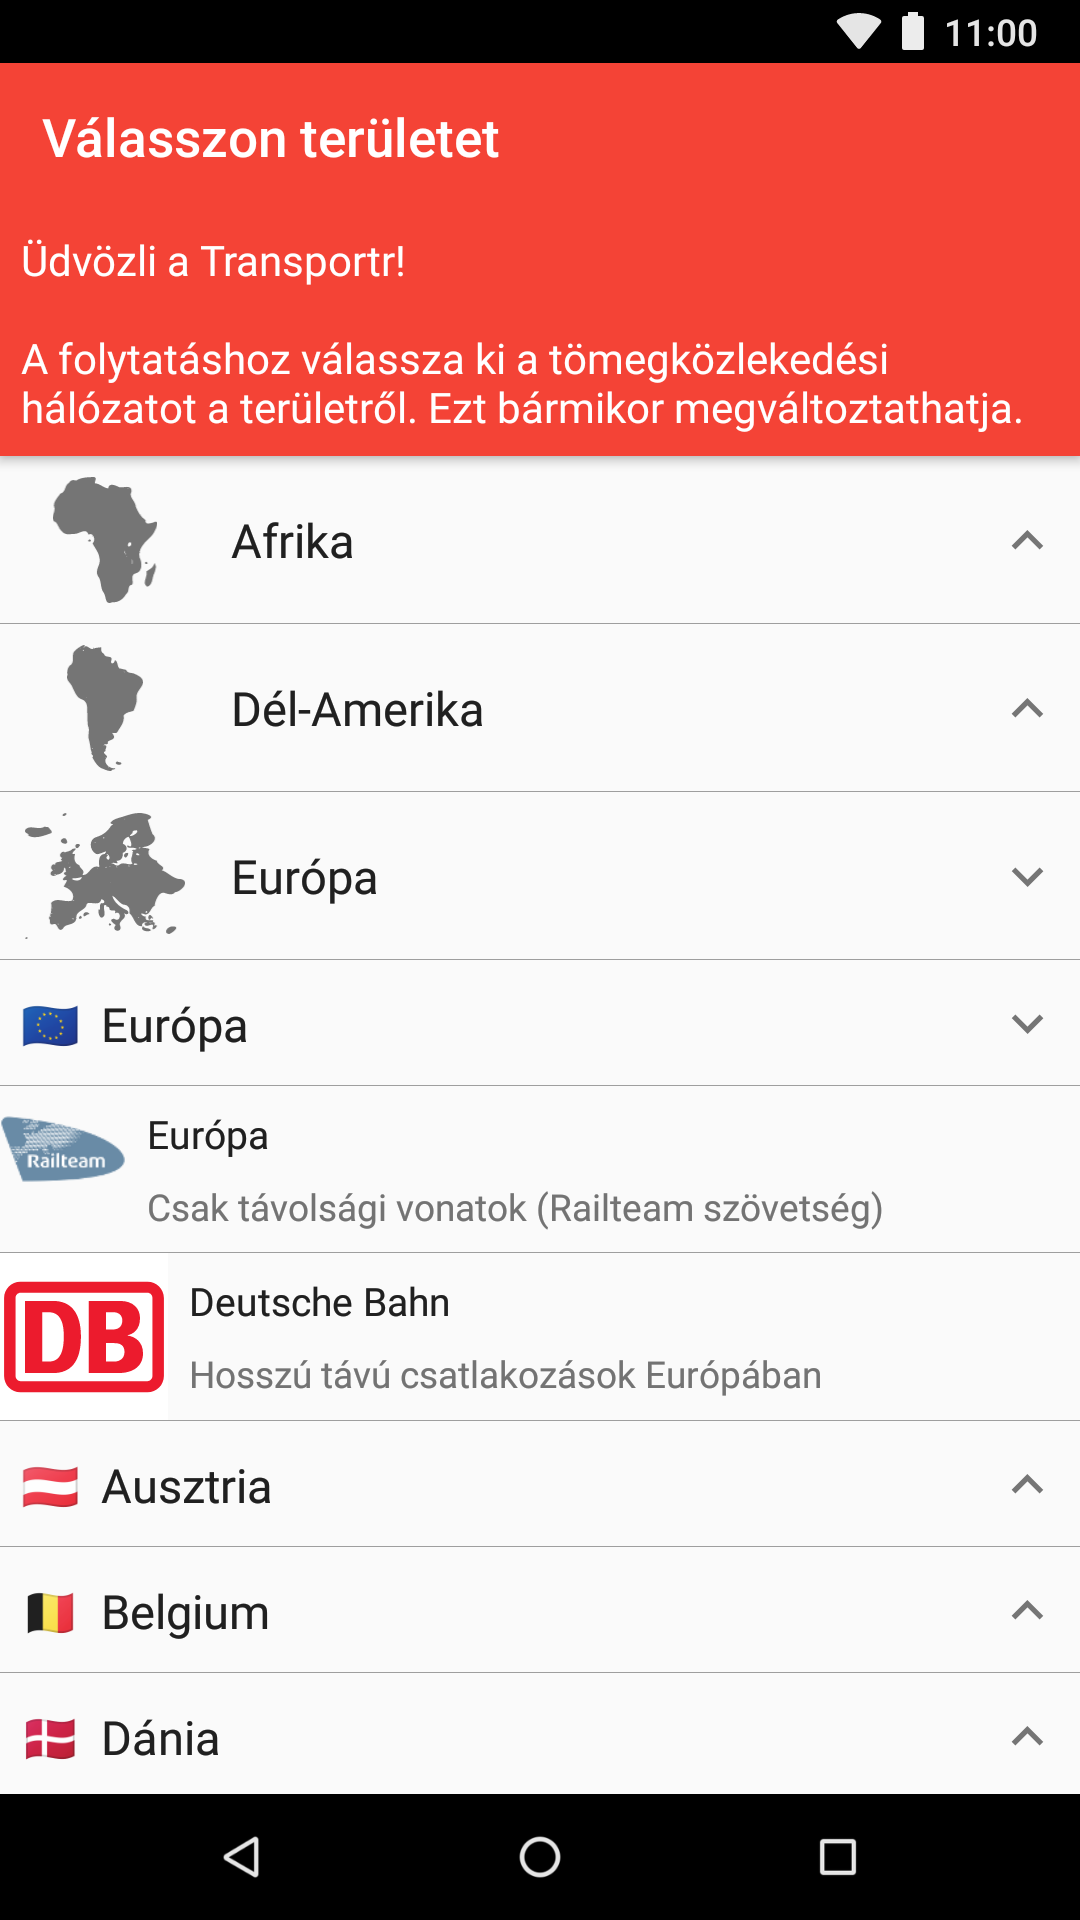 11:00
Válasszon területet
Üdvözli a Transportr!
A folytatáshoz válassza ki a tömegközlekedési
hálózatot a területről. Ezt bármikor megváltoztathatja.
Afrika
Dél-Amerika
Európa
Európa
Railteam
Európa
Csak távolsági vonatok (Railteam szövetség)
DB
Deutsche Bahn
Hosszú távú csatlakozások Európában
Ausztria
Belgium
Dánia